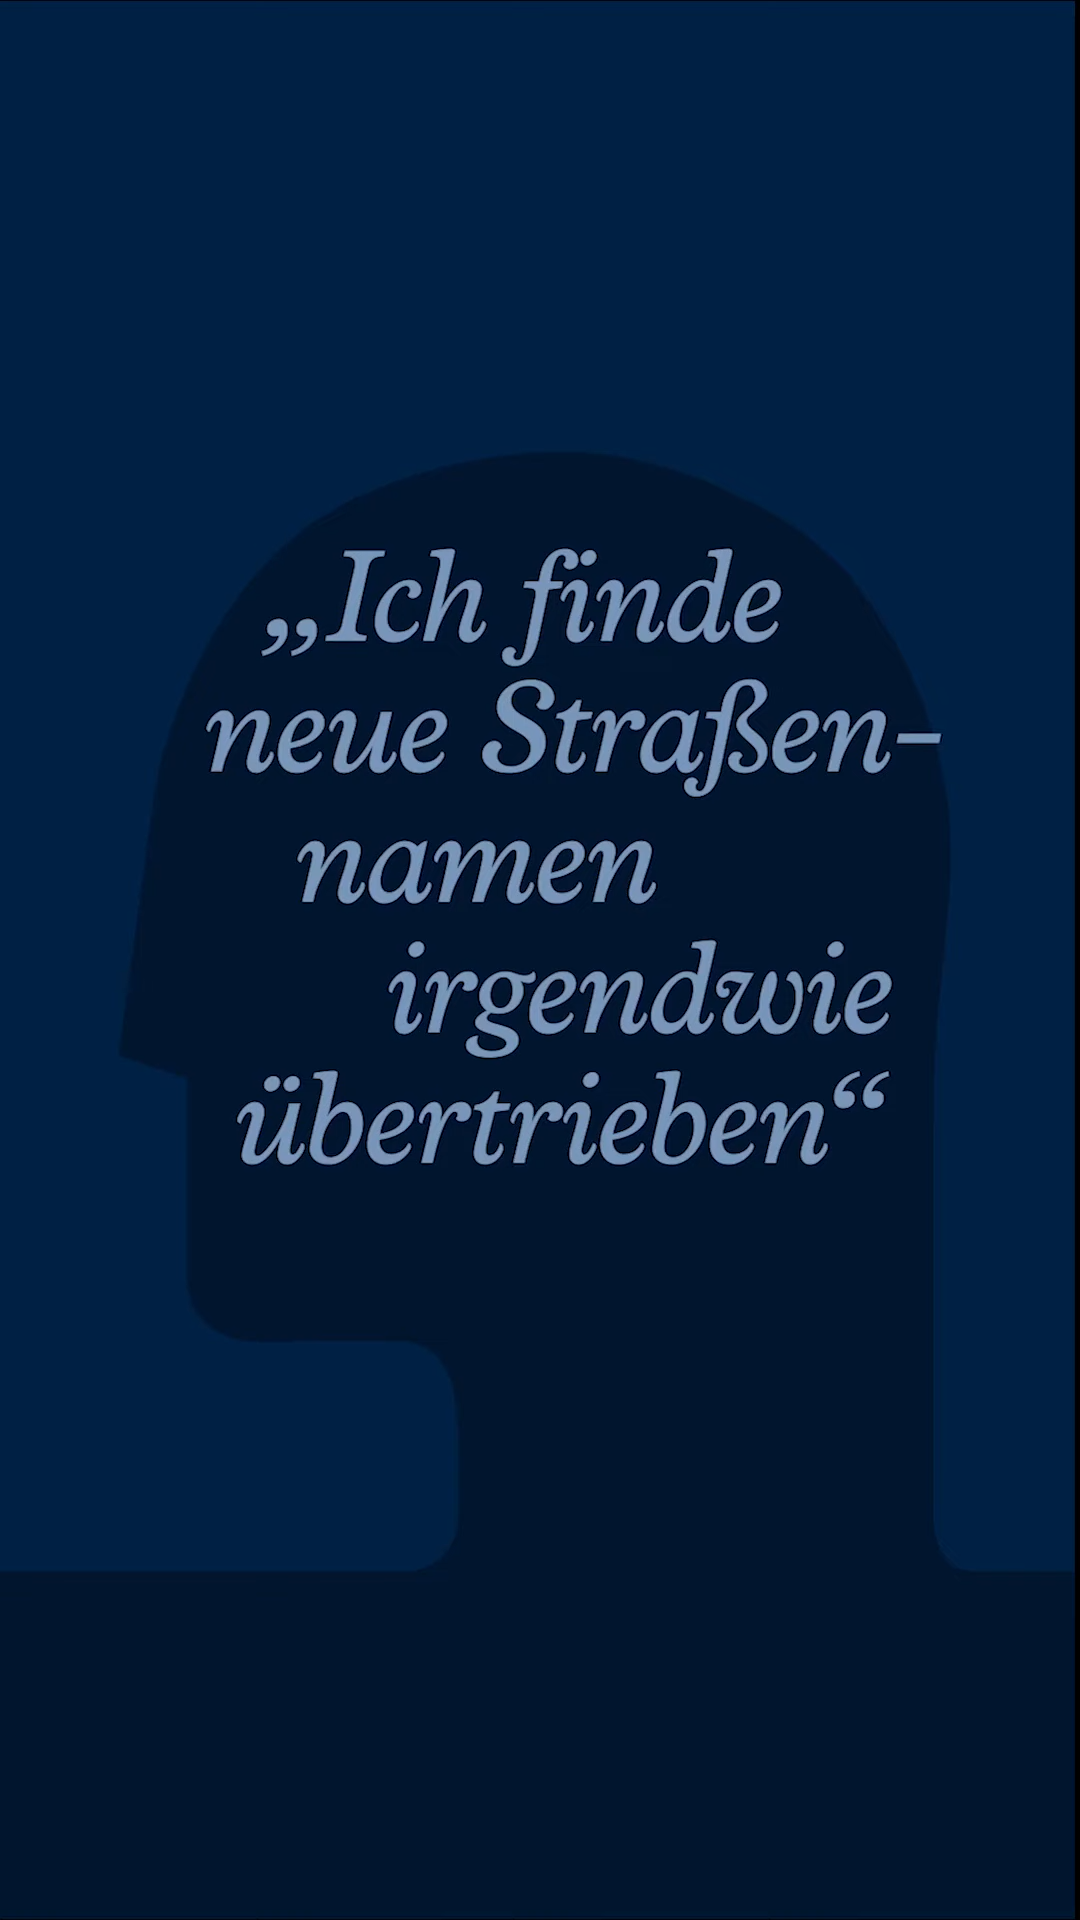 „Ich finde
neue Straßen-
namen
irgendwie
übertrieben“